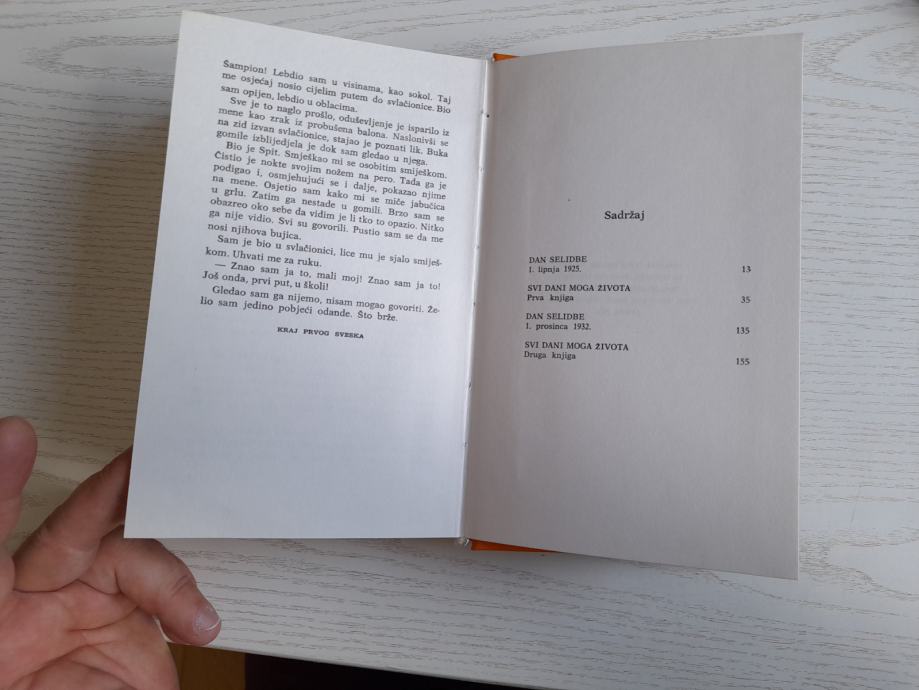 Šampion! Lebdio sam u visinama, kao sokol. Taj
me osjećaj nosio cijelim putem do svlačionice. Bio
sam opijen, lebdio u oblacima.
Sve je to naglo prošlo, oduševljenje je isparilo iz
mene kao zrak iz probušena balona. Naslonivši se
na zid izvan svlačionice, stajao je poznati lik. Buka
gomile izblijedjela je dok sam gledao u njega.
Bio je Spit. Smješkao mi se osobitim smiješkom.
Čistio je nokte svojim nožem na pero. Tada ga je
podigao i, osmjehujući se i dalje, pokazao njime
na mene. Osjetio sam kako mi se miče jabučica
u grlu. Zatim ga nestade u gomili. Brzo sam se
obazreo oko sebe da vidim je li tko to opazio. Nitko
ga nije vidio. Svi su govorili. Pustio sam se da me
nosi njihova bujica.
Sam je bio u svlačionici, lice mu je sjalo smiješ-
kom. Uhvati me za ruku.
— Znao sam ja to, mali moj! Znao sam ja to!
Još onda, prvi put, u školi!
Gledao sam ga nijemo, nisam mogao govoriti. Že-
lio sam jedino pobjeći odande. Što brže.
KRAJ PRVOG SVESKA
Sadržaj
DAN SELIDBE
1. lipnja 1925. 13
SVI DANI MOGA ŽIVOTA
Prva knjiga 35
DAN SELIDBE
1. prosinca 1932. 135
SVI DANI MOGA ŽIVOTA
Druga knjiga 155